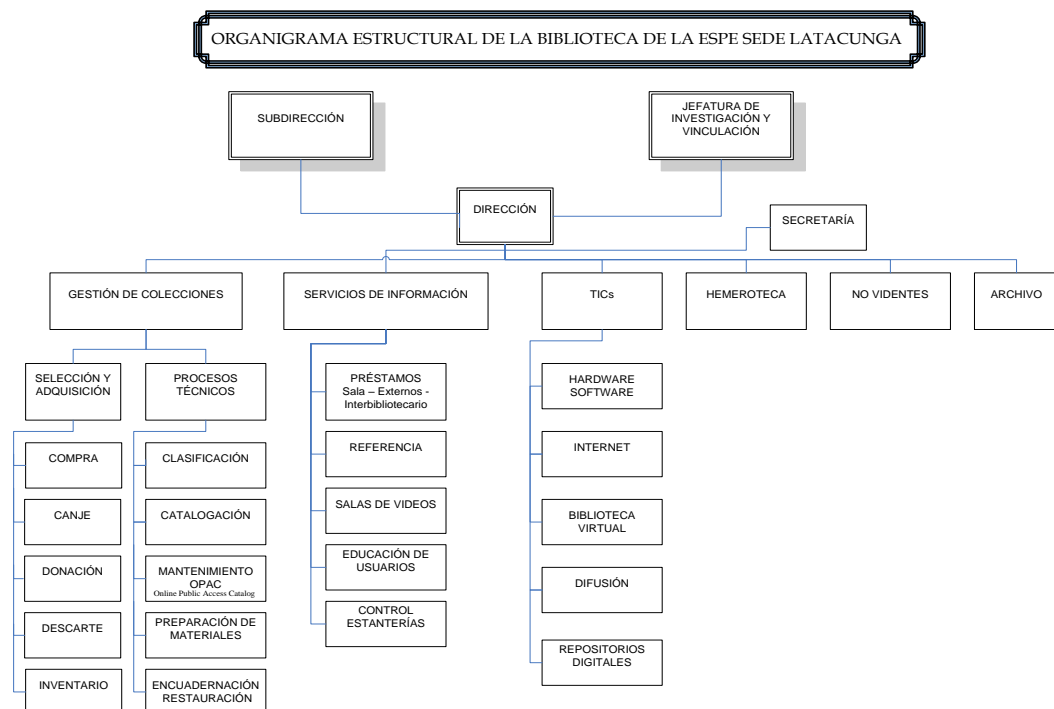 ORGANIGRAMA ESTRUCTURAL DE LA BIBLIOTECA DE LA ESPE SEDE LATACUNGA
SUBDIRECCIÓN
JEFATURA DE
INVESTIGACIÓN Y
VINCULACIÓN
DIRECCIÓN
SECRETARÍA
GESTIÓN DE COLECCIONES
SERVICIOS DE INFORMACIÓN
TICs
HEMEROTECA
NO VIDENTES
ARCHIVO
SELECCIÓN Y
ADQUISICIÓN
COMPRA
CANJE
DONACIÓN
DESCARTE
INVENTARIO
PROCESOS
TÉCNICOS
CLASIFICACIÓN
CATALOGACIÓN
MANTENIMIENTO
OPAC
Online Public Access Catalog
PREPARACIÓN DE
MATERIALES
ENCUADERNACIÓN
RESTAURACIÓN
PRÉSTAMOS
Sala – Externos -
Interbibliotecario
REFERENCIA
SALAS DE VIDEOS
EDUCACIÓN DE
USUARIOS
CONTROL
ESTANTERÍAS
HARDWARE
SOFTWARE
INTERNET
BIBLIOTECA
VIRTUAL
DIFUSIÓN
REPOSITORIOS
DIGITALES